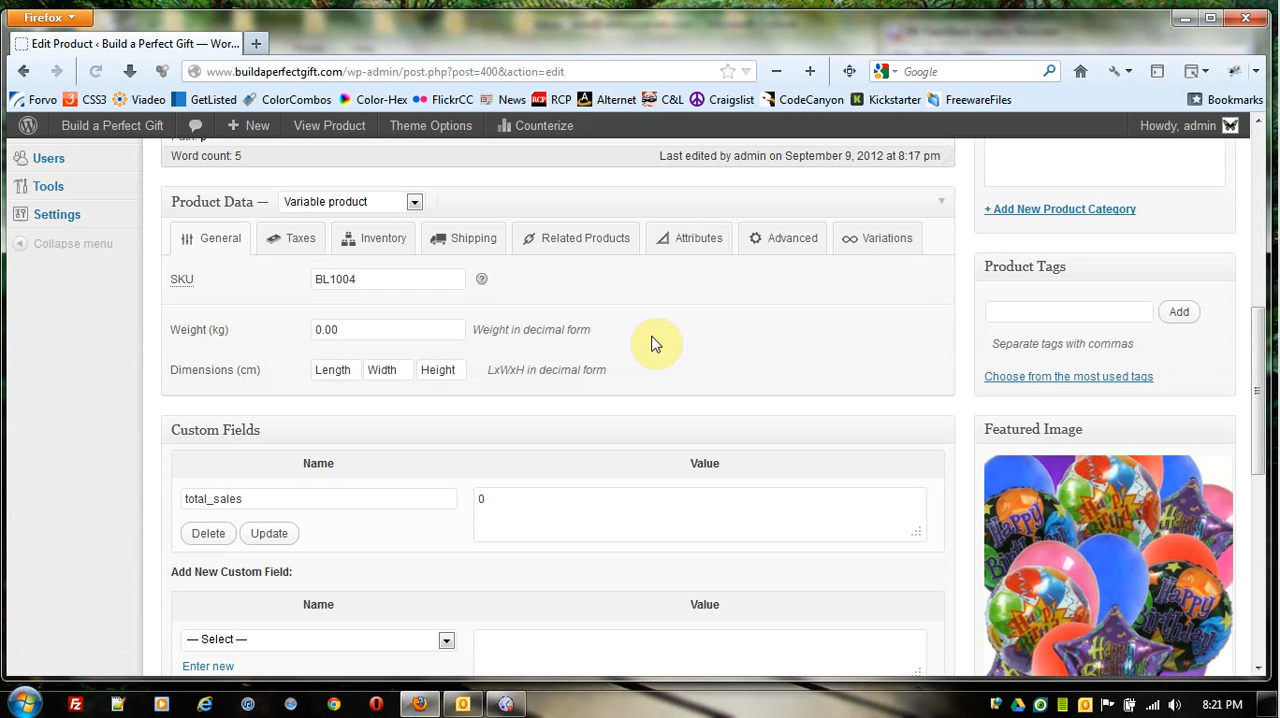 Firefox
Edit Product ‹ Build a Perfect Gift — Wor...
www.buildaperfectgift.com/wp-admin/post.php?post=400&action=edit
Google
Forvo CSS3 Viadeo GetListed ColorCombos Color-Hex FlickrCC News RCP Alternet C&L Craigslist CodeCanyon Kickstarter FreewareFiles Bookmarks
Build a Perfect Gift New View Product Theme Options Counterize Howdy, admin
Users
Tools
Settings
Collapse menu
Word count: 5 Last edited by admin on September 9, 2012 at 8:17 pm
Product Data — Variable product
General Taxes Inventory Shipping Related Products Attributes Advanced Variations
SKU BL1004
Weight (kg) 0.00 Weight in decimal form
Dimensions (cm) Length Width Height LxWxH in decimal form
Custom Fields
Name Value
total_sales 0
Delete Update
Add New Custom Field:
Name Value
— Select —
Enter new
+ Add New Product Category
Product Tags
Add
Separate tags with commas
Choose from the most used tags
Featured Image
8:21 PM